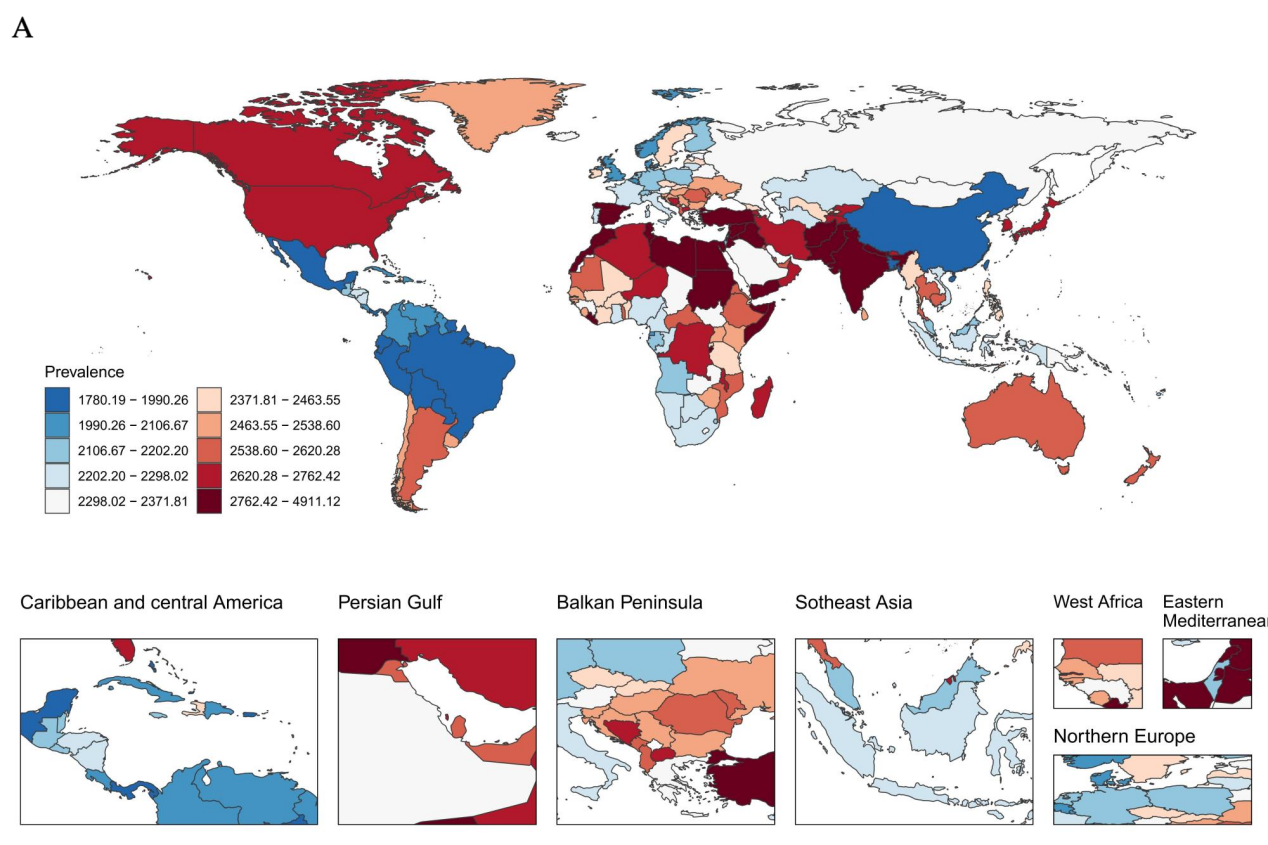 A
Prevalence
1780.19 − 1990.26
1990.26 − 2106.67
2106.67 − 2202.20
2202.20 − 2298.02
2298.02 − 2371.81
2371.81 − 2463.55
2463.55 − 2538.60
2538.60 − 2620.28
2620.28 − 2762.42
2762.42 − 4911.12
Caribbean and central America
Persian Gulf
Balkan Peninsula
Sotheast Asia
West Africa
Eastern
Mediterranean
Northern Europe